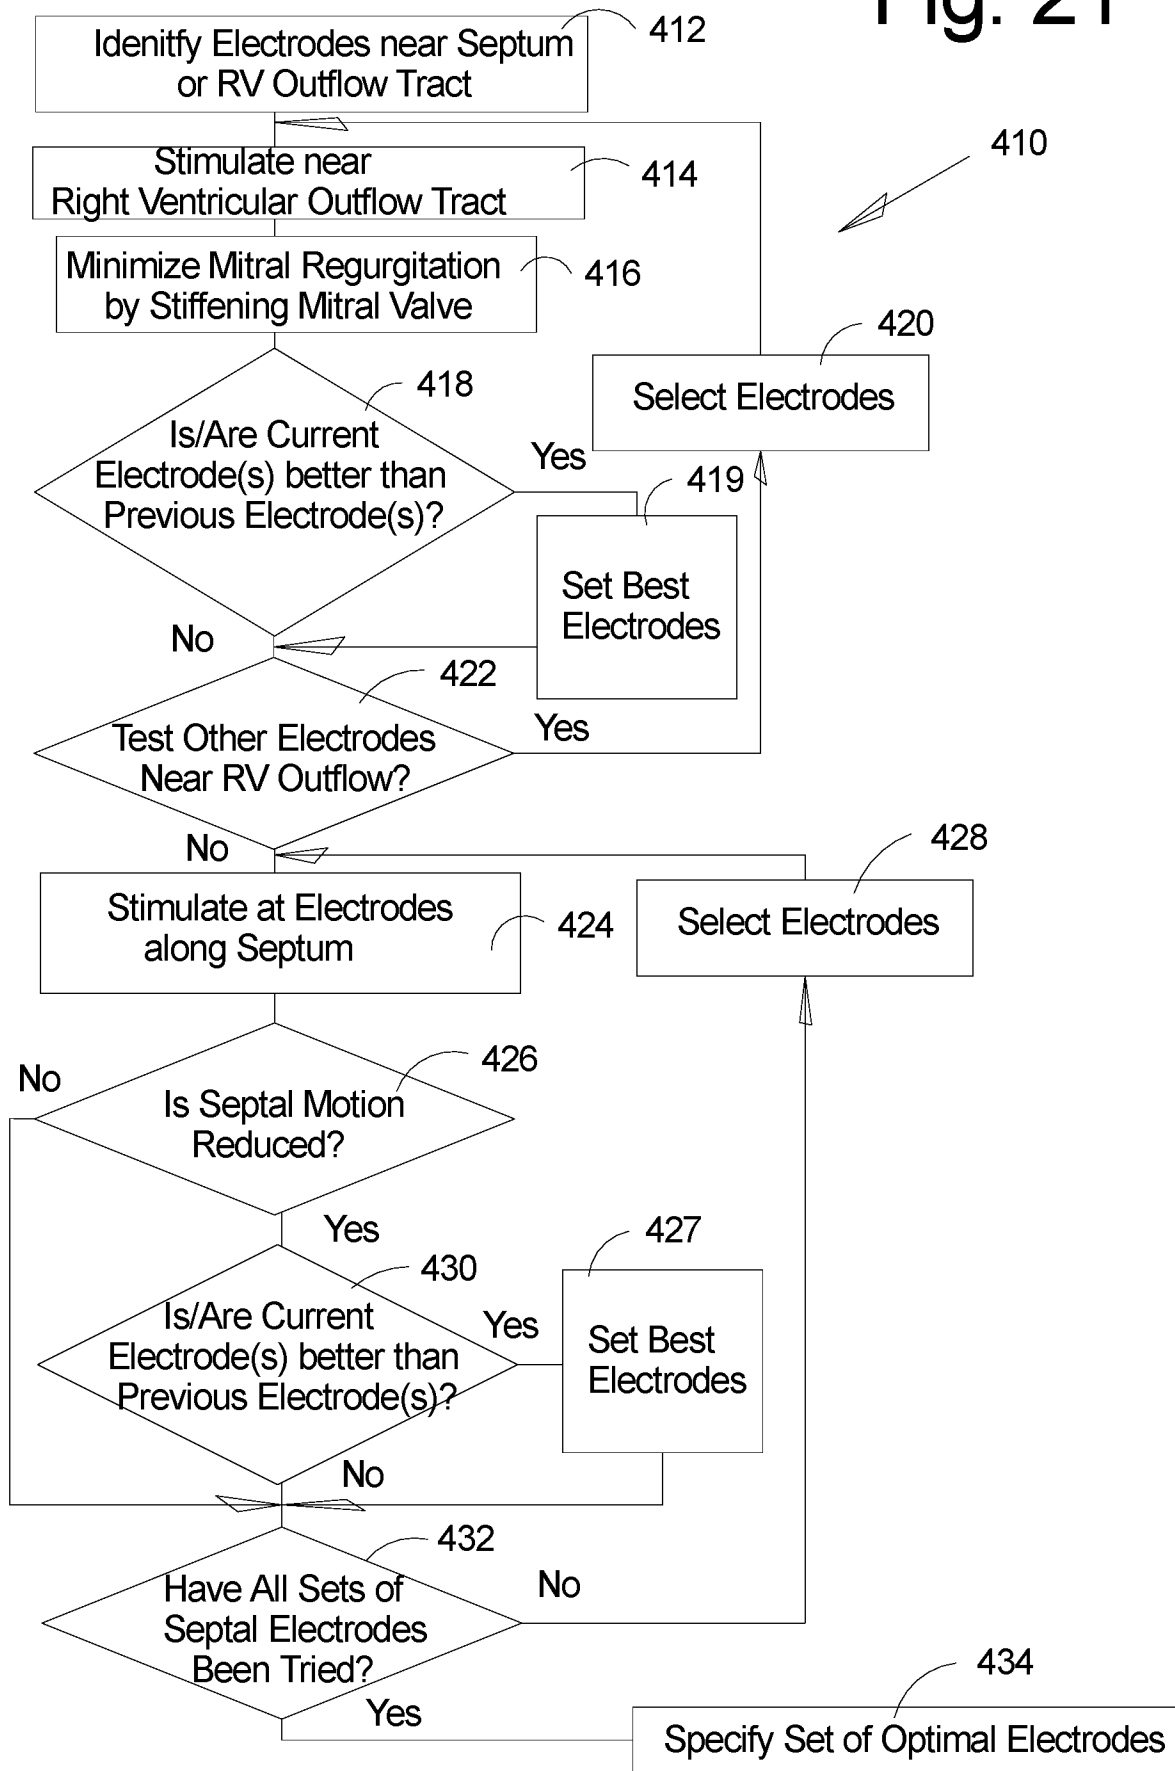 Fig. 21
Idenitfy Electrodes near Septum
or RV Outflow Tract
412
410
Stimulate near
Right Ventricular Outflow Tract
414
Minimize Mitral Regurgitation
by Stiffening Mitral Valve
416
420
Select Electrodes
418
Is/Are Current
Electrode(s) better than
Previous Electrode(s)?
Yes
419
Set Best
Electrodes
No
422
Test Other Electrodes
Near RV Outflow?
Yes
No
428
Select Electrodes
Stimulate at Electrodes
along Septum
424
426
No
Is Septal Motion
Reduced?
Yes
427
430
Is/Are Current
Electrode(s) better than
Previous Electrode(s)?
Yes
Set Best
Electrodes
No
432
Have All Sets of
Septal Electrodes
Been Tried?
No
Yes
434
Specify Set of Optimal Electrodes